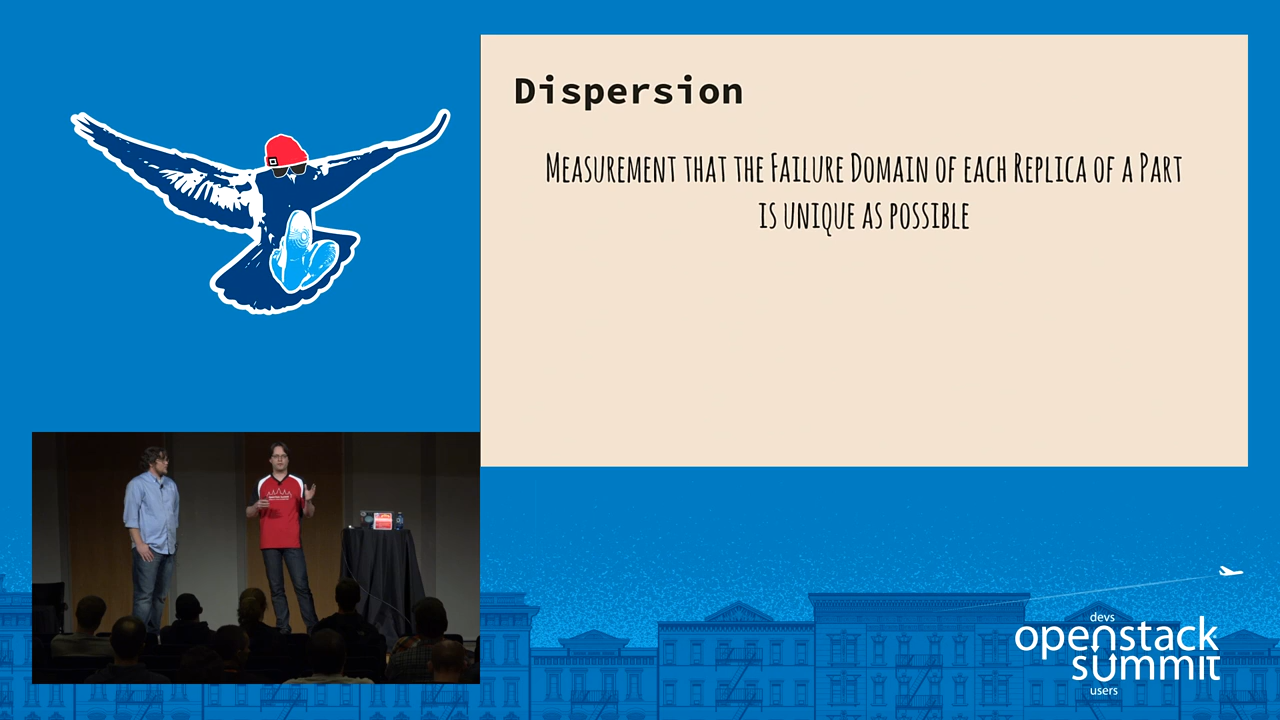 Dispersion
Measurement that the Failure Domain of each Replica of a Part
is unique as possible
devs
openstack
summit
users